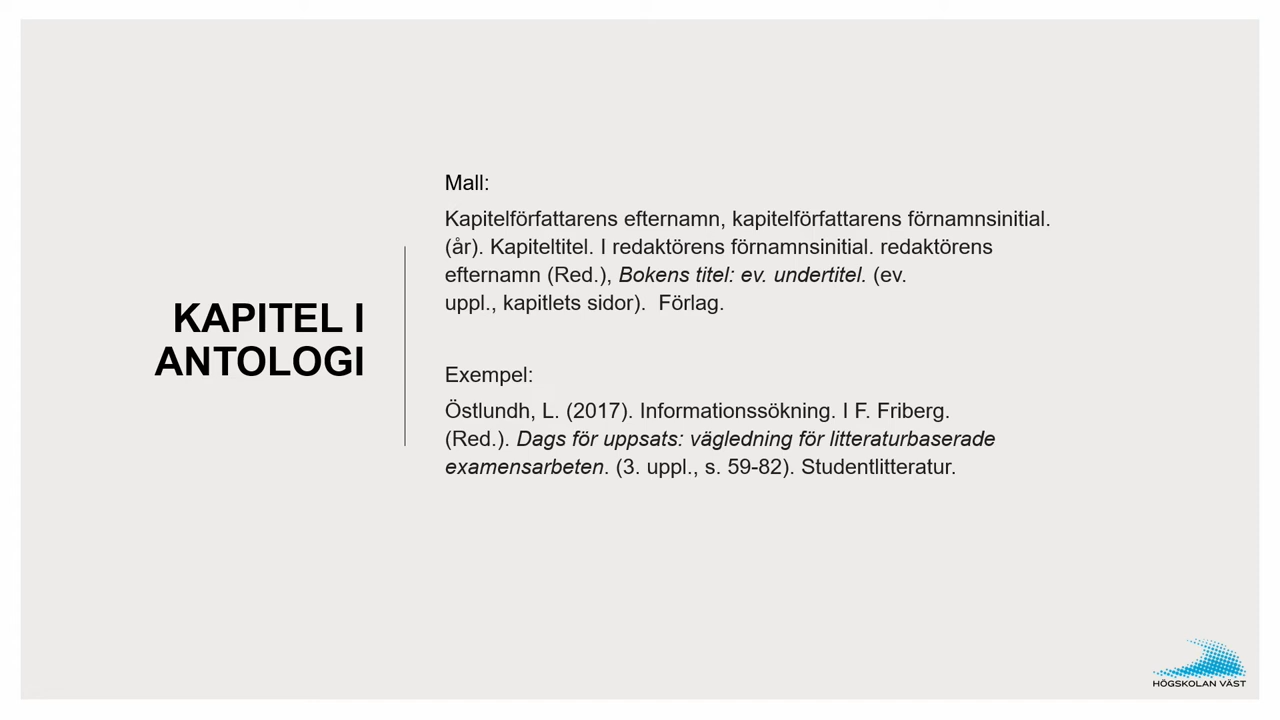 KAPITEL I
ANTOLOGI
Mall:
Kapitelförfattarens efternamn, kapitelförfattarens förnamnsinitial.
(år). Kapiteltitel. I redaktörens förnamnsinitial. redaktörens
efternamn (Red.), Bokens titel: ev. undertitel. (ev.
uppl., kapitlets sidor).  Förlag.
Exempel:
Östlundh, L. (2017). Informationssökning. I F. Friberg.
(Red.). Dags för uppsats: vägledning för litteraturbaserade
examensarbeten. (3. uppl., s. 59-82). Studentlitteratur.
HÖGSKOLAN VÄST